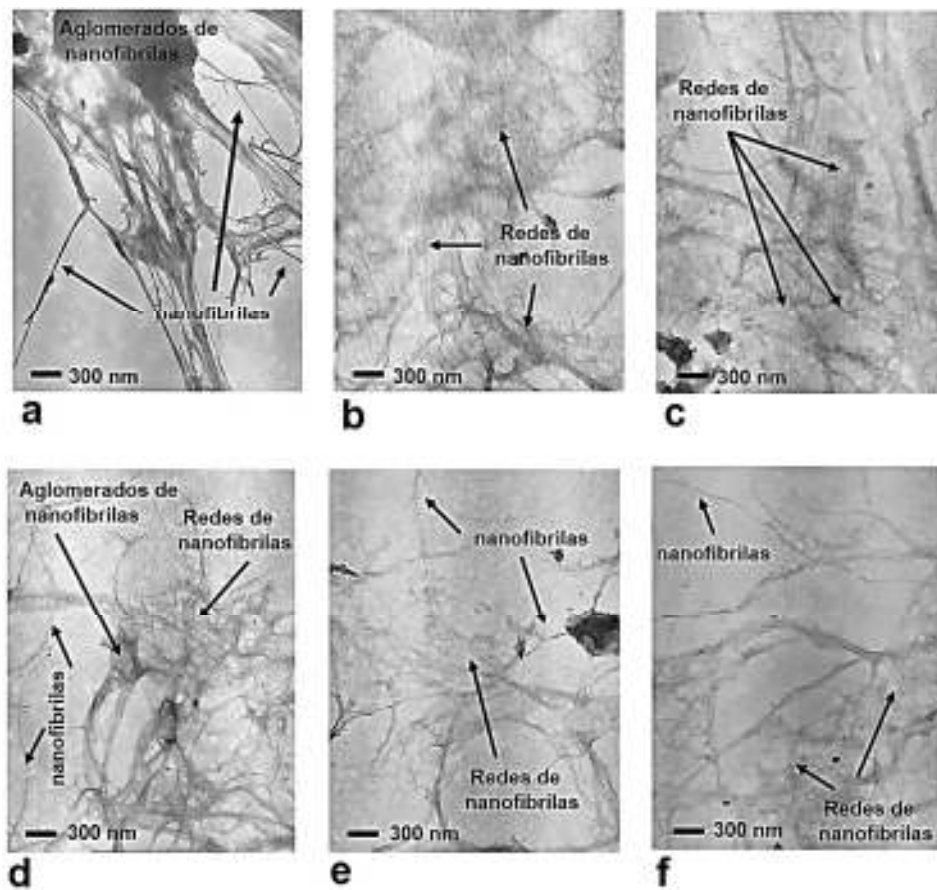 Aglomerados de
nanofibrilas
nanofibrilas
300 nm
a
Redes de
nanofibrilas
300 nm
b
Redes de
nanofibrilas
300 nm
c
Aglomerados de
nanofibrilas
Redes de
nanofibrilas
nanofibrilas
300 nm
d
nanofibrilas
Redes de
nanofibrilas
300 nm
e
nanofibrilas
Redes de
nanofibrilas
300 nm
f